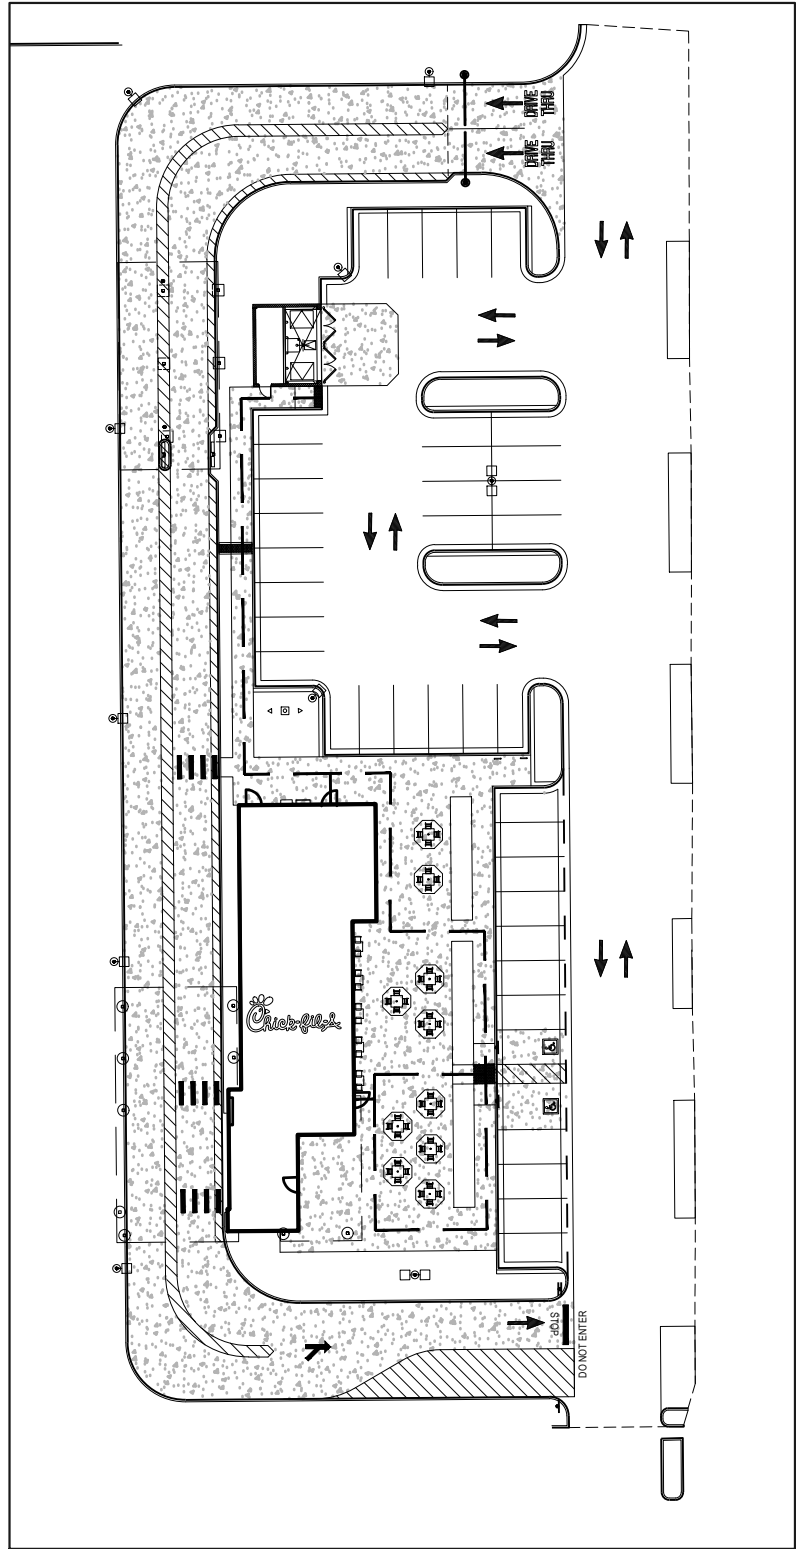 DRIVE
THRU
DRIVE
THRU
Chick-fil-A
STOP
DO NOT ENTER